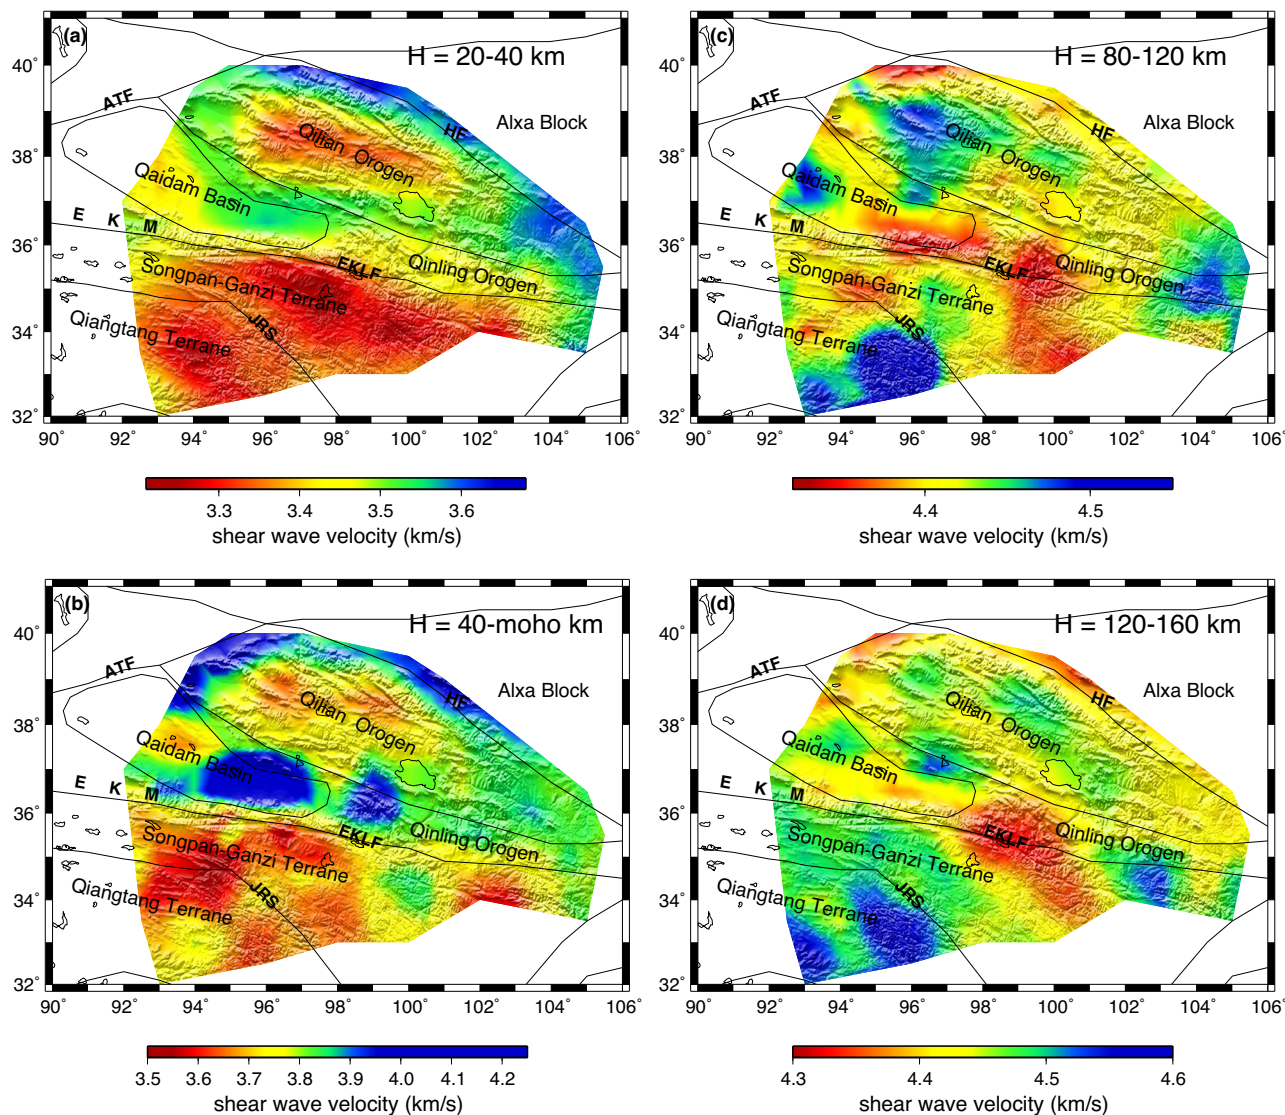 (a)
H = 20-40 km
40°
38°
36°
34°
32°
ATF
HF
Alxa Block
Qilian Orogen
Qaidam Basin
E K M
EKLF
Qinling Orogen
Songpan-Ganzi Terrane
Qiangtang Terrane
JRS
90° 92° 94° 96° 98° 100° 102° 104° 106°
3.3 3.4 3.5 3.6
shear wave velocity (km/s)
(c)
H = 80-120 km
40°
38°
36°
34°
32°
ATF
HF
Alxa Block
Qilian Orogen
Qaidam Basin
E K M
EKLF
Qinling Orogen
Songpan-Ganzi Terrane
Qiangtang Terrane
JRS
90° 92° 94° 96° 98° 100° 102° 104° 106°
4.4 4.5
shear wave velocity (km/s)
(b)
H = 40-moho km
40°
38°
36°
34°
32°
ATF
HF
Alxa Block
Qilian Orogen
Qaidam Basin
E K M
EKLF
Qinling Orogen
Songpan-Ganzi Terrane
Qiangtang Terrane
JRS
90° 92° 94° 96° 98° 100° 102° 104° 106°
3.5 3.6 3.7 3.8 3.9 4.0 4.1 4.2
shear wave velocity (km/s)
(d)
H = 120-160 km
40°
38°
36°
34°
32°
ATF
HF
Alxa Block
Qilian Orogen
Qaidam Basin
E K M
EKLF
Qinling Orogen
Songpan-Ganzi Terrane
Qiangtang Terrane
JRS
90° 92° 94° 96° 98° 100° 102° 104° 106°
4.3 4.4 4.5 4.6
shear wave velocity (km/s)